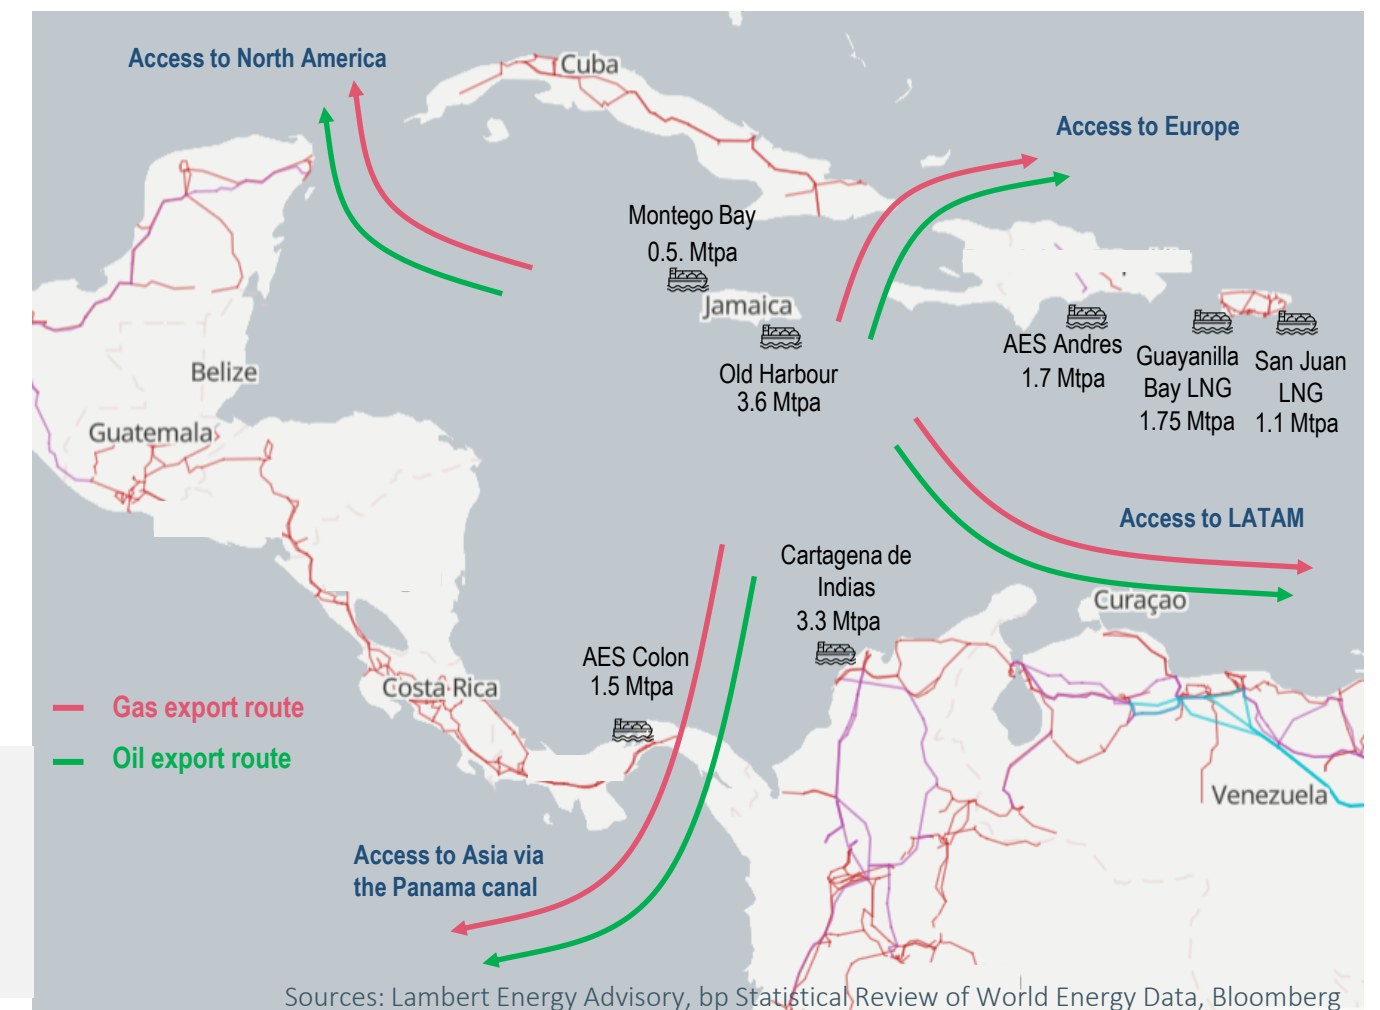 Access to North America
Cuba
Access to Europe
Montego Bay
0.5. Mtpa
Jamaica
Old Harbour
3.6 Mtpa
AES Andres
1.7 Mtpa
Guayanilla
Bay LNG
1.75 Mtpa
San Juan
LNG
1.1 Mtpa
Belize
Guatemala
Access to LATAM
Cartagena de
Indias
3.3 Mtpa
Curaçao
AES Colon
1.5 Mtpa
Costa Rica
Gas export route
Oil export route
Venezuela
Access to Asia via
the Panama canal
Sources: Lambert Energy Advisory, bp Statistical Review of World Energy Data, Bloomberg